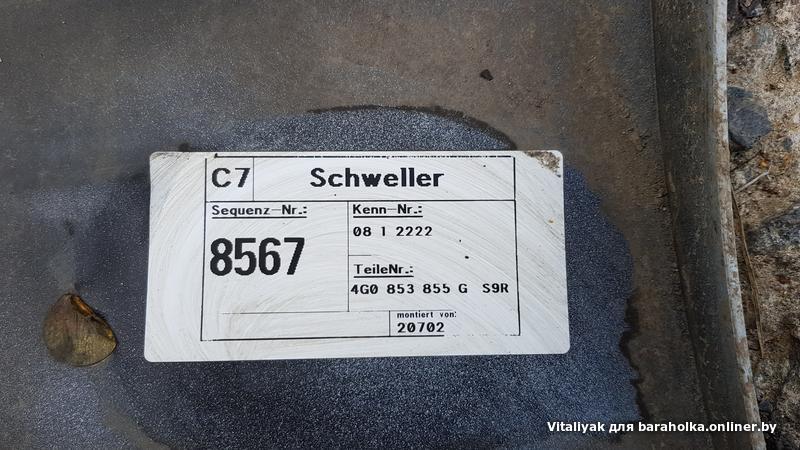 C7 Schweller
Sequenz-Nr.:
8567
Kenn-Nr.:
08 1 2222
TeileNr.:
4G0 853 855 G S9R
montiert von:
20702
Vitaliyak для baraholka.onliner.by